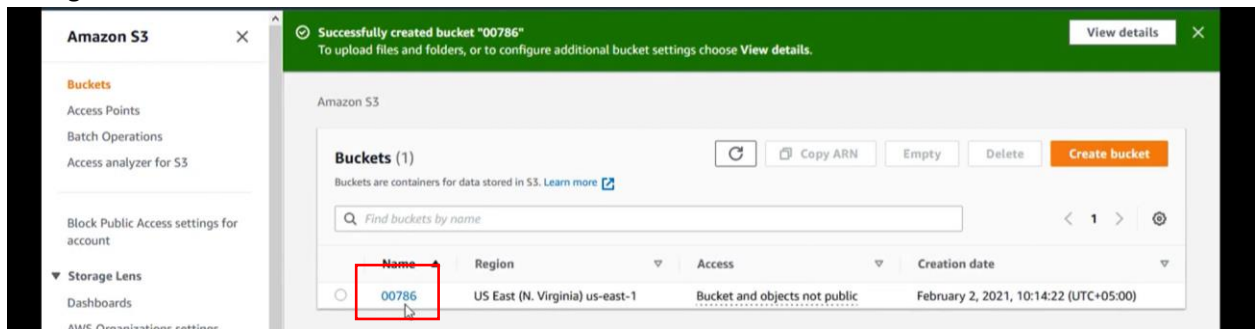 Amazon S3
Buckets
Access Points
Batch Operations
Access analyzer for S3
Block Public Access settings for
account
Storage Lens
Dashboards
AWS Organizations settings
Successfully created bucket "00786"
To upload files and folders, or to configure additional bucket settings choose View details.
View details
Amazon S3
Buckets (1)
Copy ARN
Empty
Delete
Create bucket
Buckets are containers for data stored in S3. Learn more
Find buckets by name
1
Name Region Access Creation date
00786 US East (N. Virginia) us-east-1 Bucket and objects not public February 2, 2021, 10:14:22 (UTC+05:00)